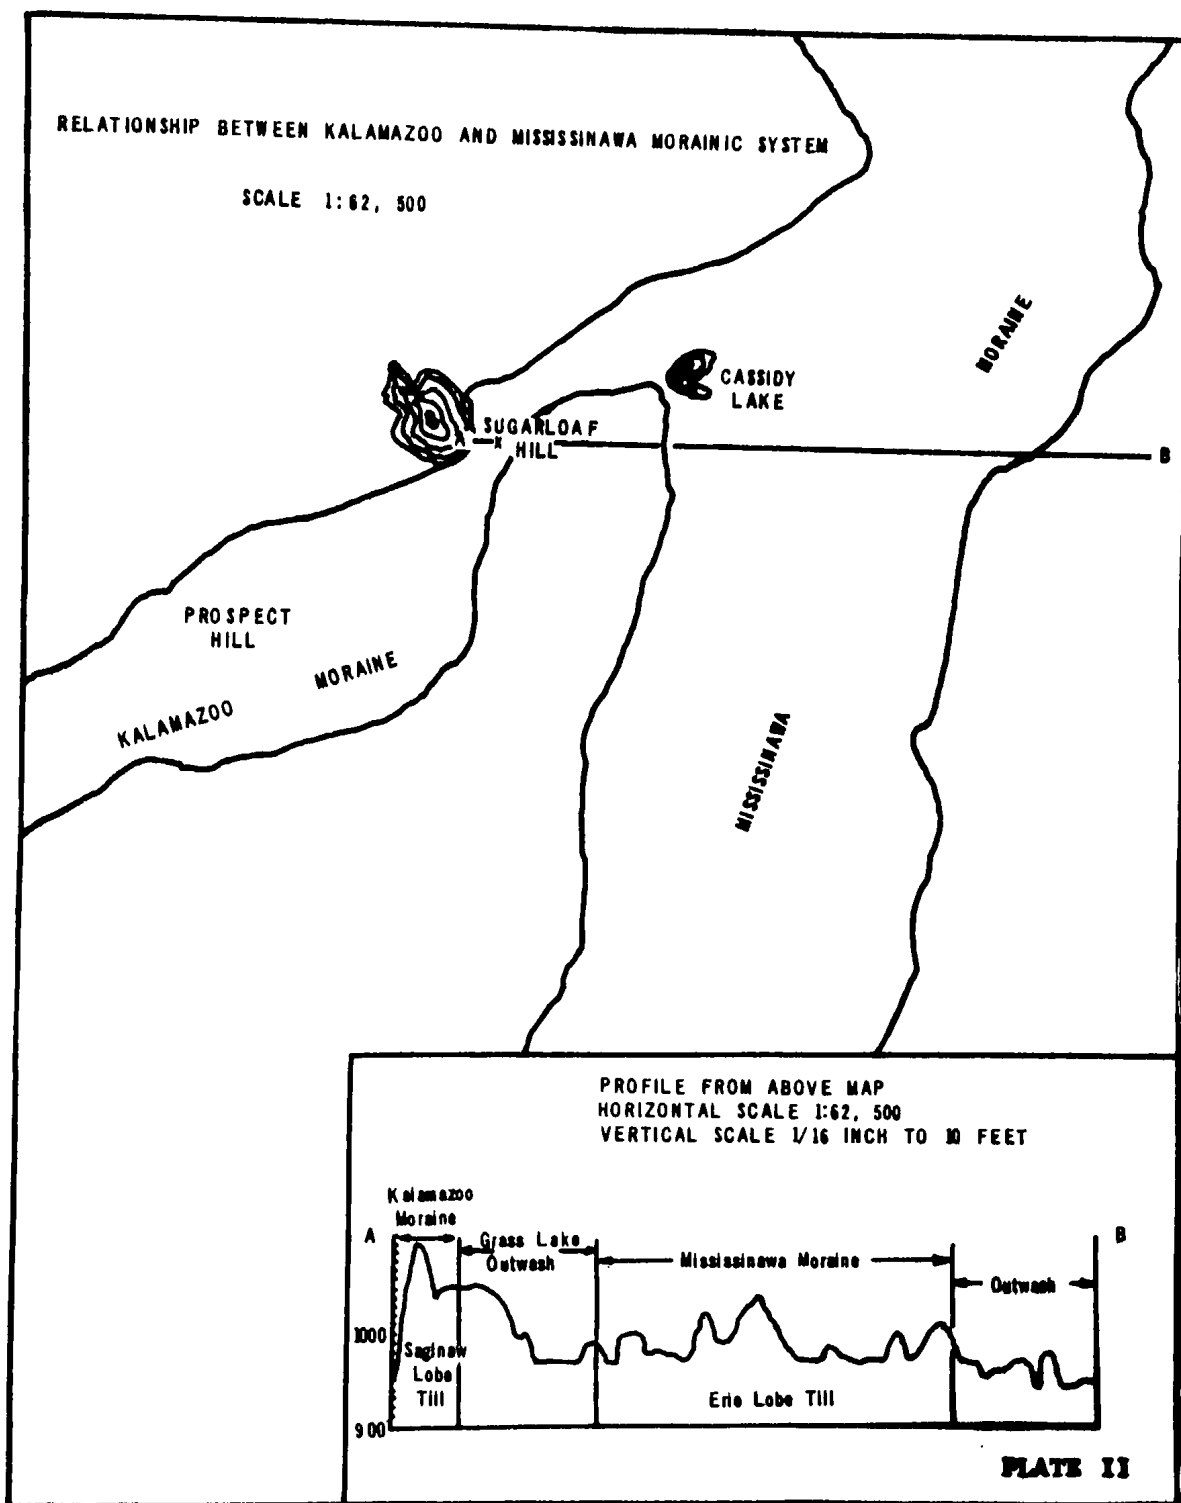 RELATIONSHIP BETWEEN KALAMAZOO AND MISSISSINAWA MORAINIC SYSTEM
SCALE 1:62, 500
MORAINE
CASSIDY
LAKE
SUGARLOAF
A x HILL
B
PROSPECT
HILL
MORAINE
KALAMAZOO
MISSISSINAWA
PROFILE FROM ABOVE MAP
HORIZONTAL SCALE 1:62, 500
VERTICAL SCALE 1/16 INCH TO 10 FEET
Kalamazoo
Moraine
A
Grass Lake
Outwash
Mississinawa Moraine
B
Outwash
1000
Saginaw
Lobe
Till
Erie Lobe Till
900
PLATE II